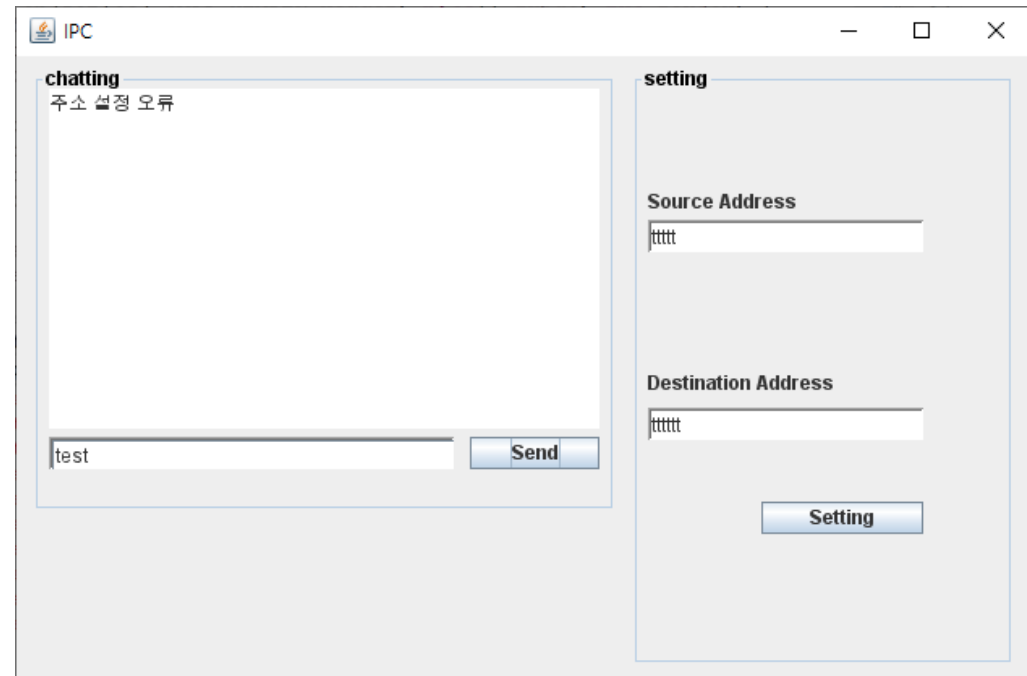 IPC
chatting
주소 설정 오류
test
Send
setting
Source Address
ttttt
Destination Address
tttttt
Setting